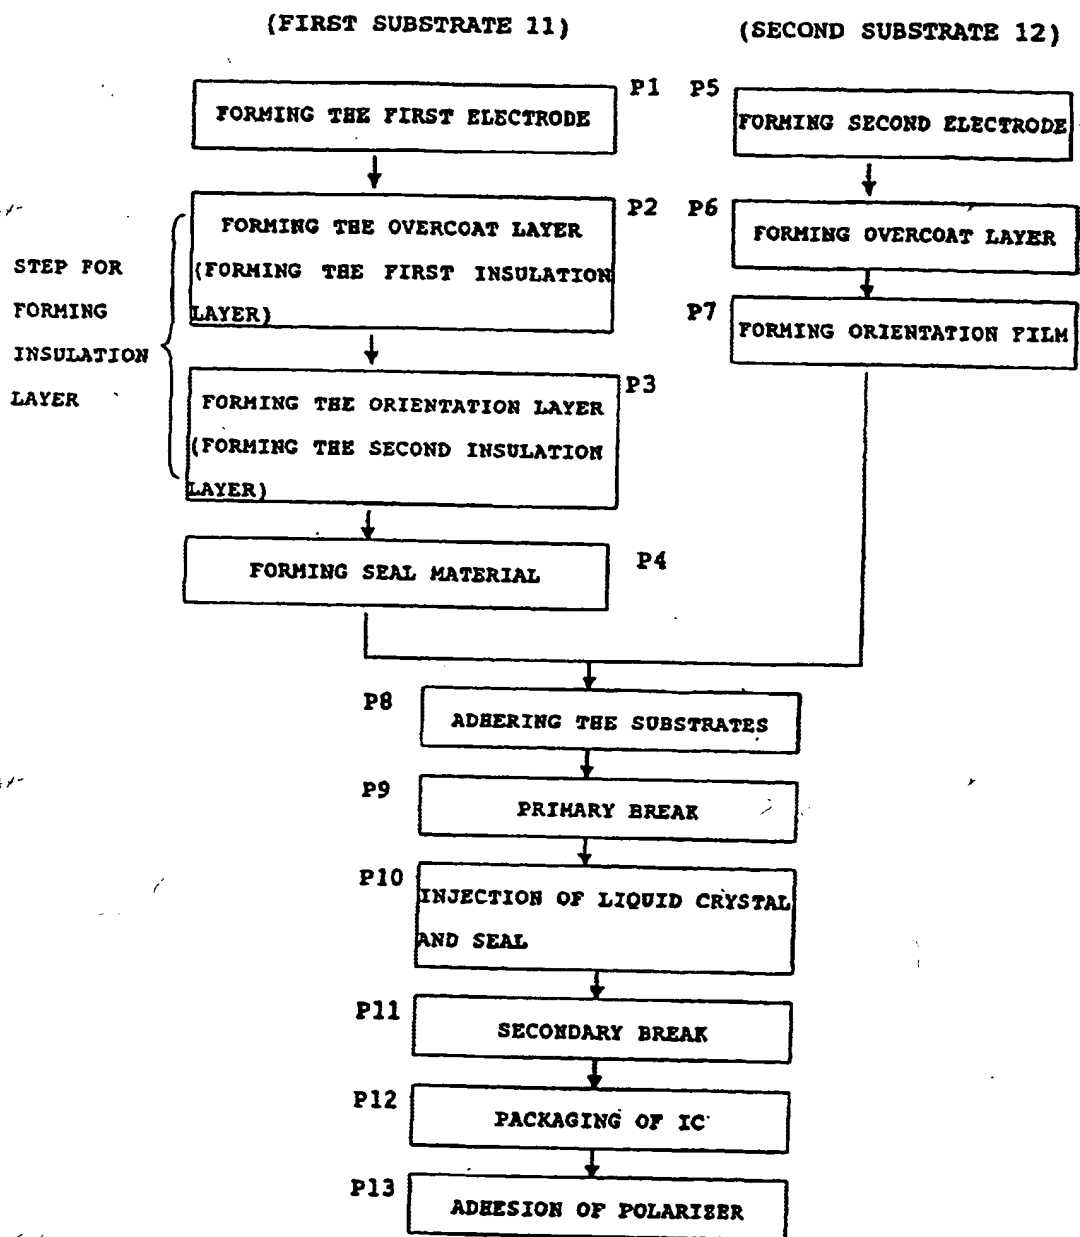 (FIRST SUBSTRATE 11)
(SECOND SUBSTRATE 12)
P1
FORMING THE FIRST ELECTRODE
P2
FORMING THE OVERCOAT LAYER
(FORMING THE FIRST INSULATION
LAYER)
STEP FOR
FORMING
INSULATION
LAYER
P3
FORMING THE ORIENTATION LAYER
(FORMING THE SECOND INSULATION
LAYER)
P4
FORMING SEAL MATERIAL
P5
FORMING SECOND ELECTRODE
P6
FORMING OVERCOAT LAYER
P7
FORMING ORIENTATION FILM
P8
ADHERING THE SUBSTRATES
P9
PRIMARY BREAK
P10
INJECTION OF LIQUID CRYSTAL
AND SEAL
P11
SECONDARY BREAK
P12
PACKAGING OF IC
P13
ADHESION OF POLARIZER